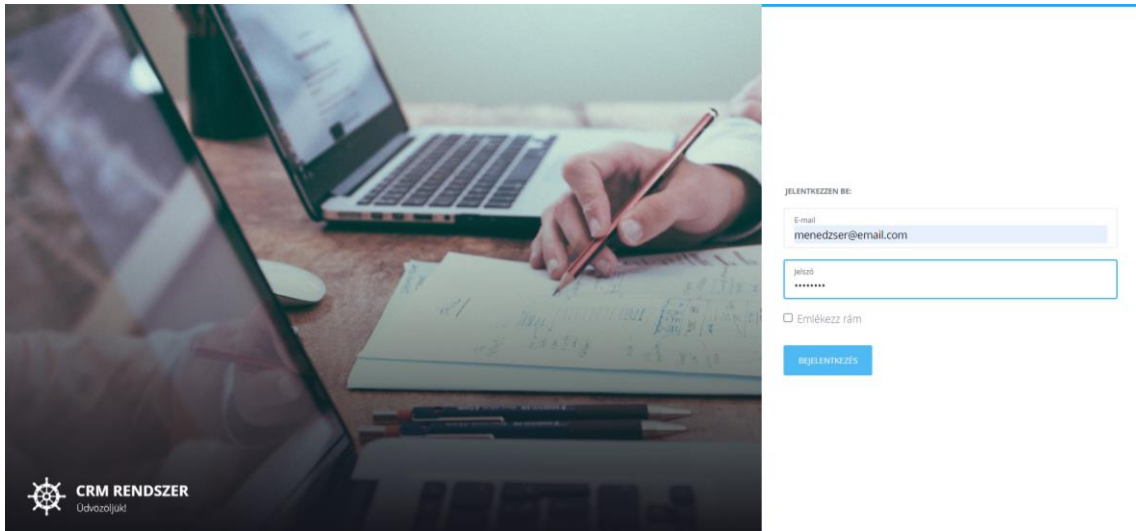 JELENTKEZZEN BE:
E-mail
menedzser@email.com
Jelszó
••••••••
Emlékezz rám
BEJELENTKEZÉS
CRM RENDSZER
Üdvözöljük!